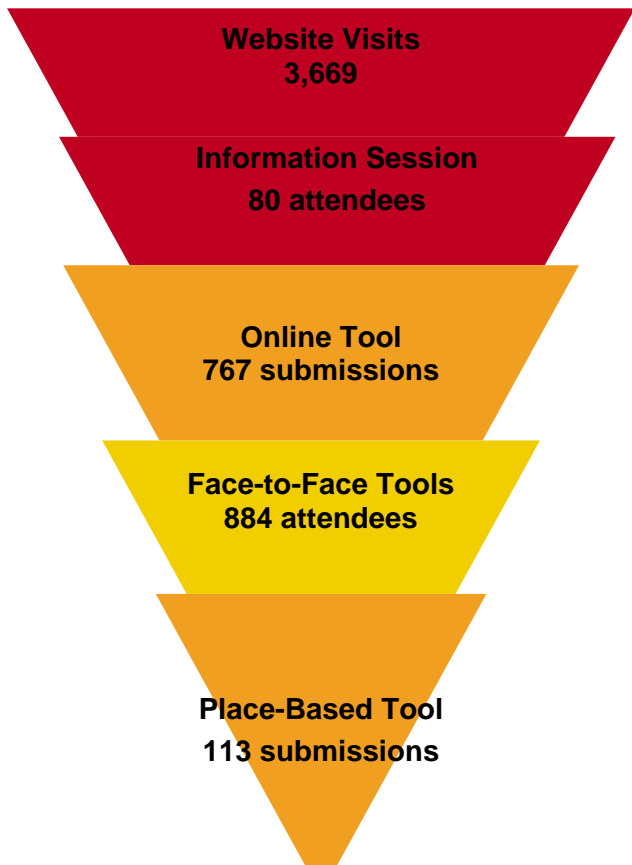 Website Visits
3,669
Information Session
80 attendees
Online Tool
767 submissions
Face-to-Face Tools
884 attendees
Place-Based Tool
113 submissions